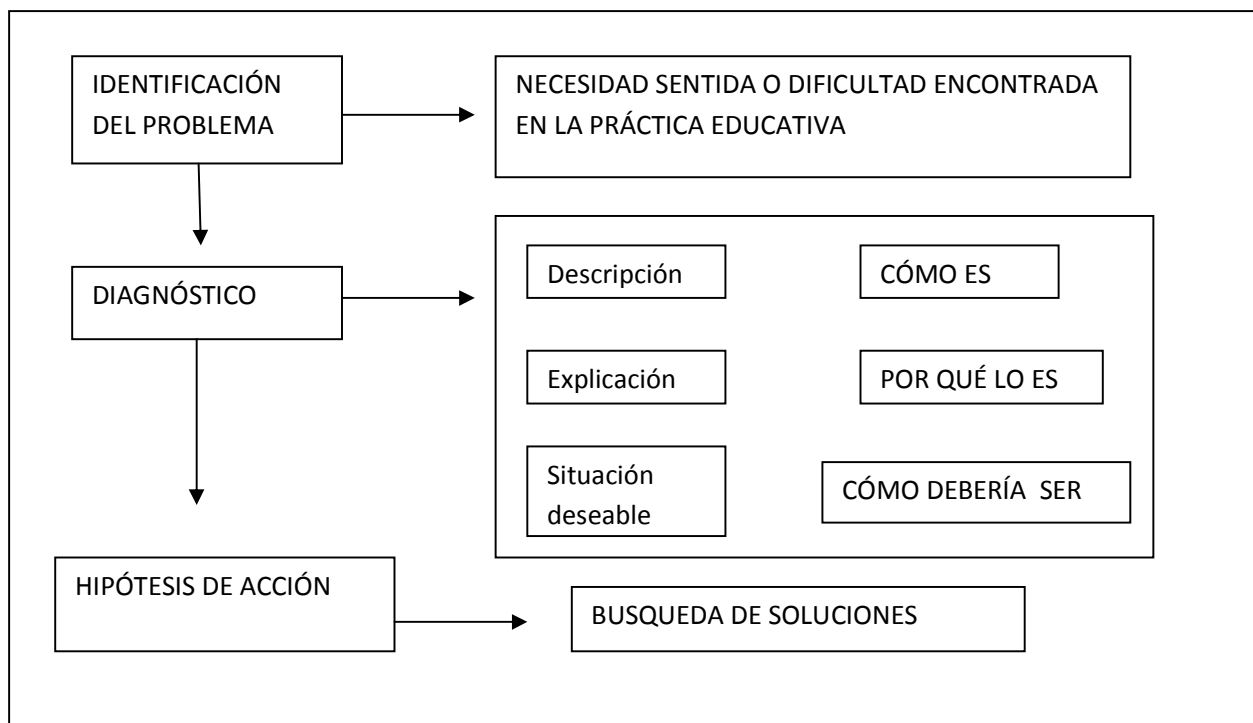 IDENTIFICACIÓN
DEL PROBLEMA
NECESIDAD SENTIDA O DIFICULTAD ENCONTRADA
EN LA PRÁCTICA EDUCATIVA
DIAGNÓSTICO
Descripción
CÓMO ES
Explicación
POR QUÉ LO ES
Situación
deseable
CÓMO DEBERÍA  SER
HIPÓTESIS DE ACCIÓN
BUSQUEDA DE SOLUCIONES